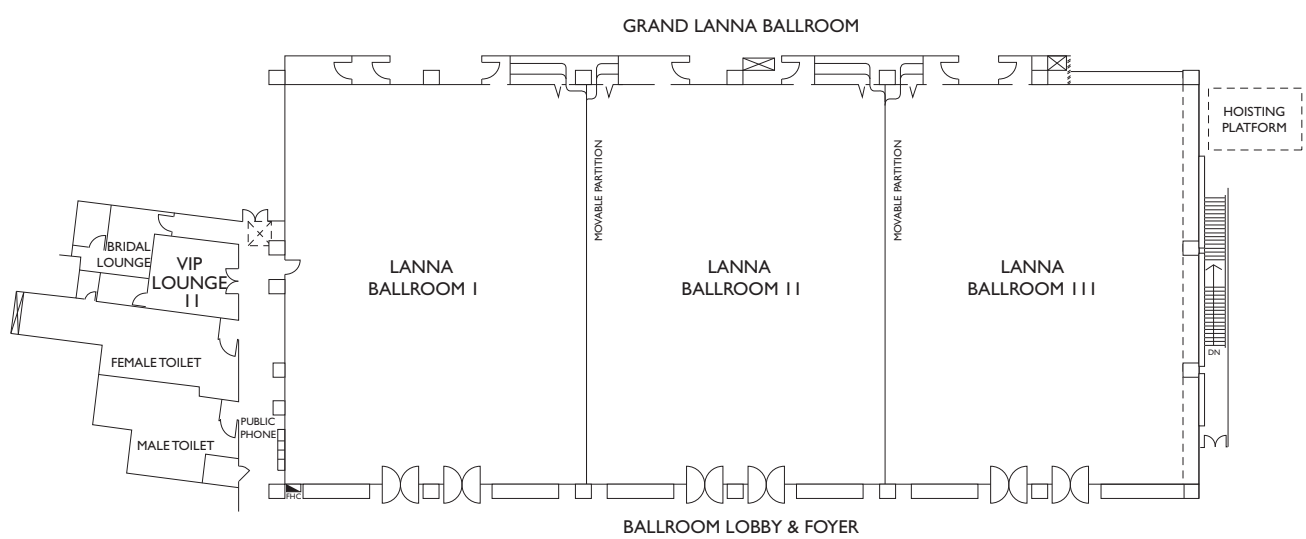 GRAND LANNA BALLROOM
HOISTING
PLATFORM
MOVABLE PARTITION
MOVABLE PARTITION
BRIDAL
LOUNGE
VIP
LOUNGE
II
LANNA
BALLROOM I
LANNA
BALLROOM II
LANNA
BALLROOM III
DN
FEMALE TOILET
PUBLIC
PHONE
MALE TOILET
FHC
BALLROOM LOBBY & FOYER